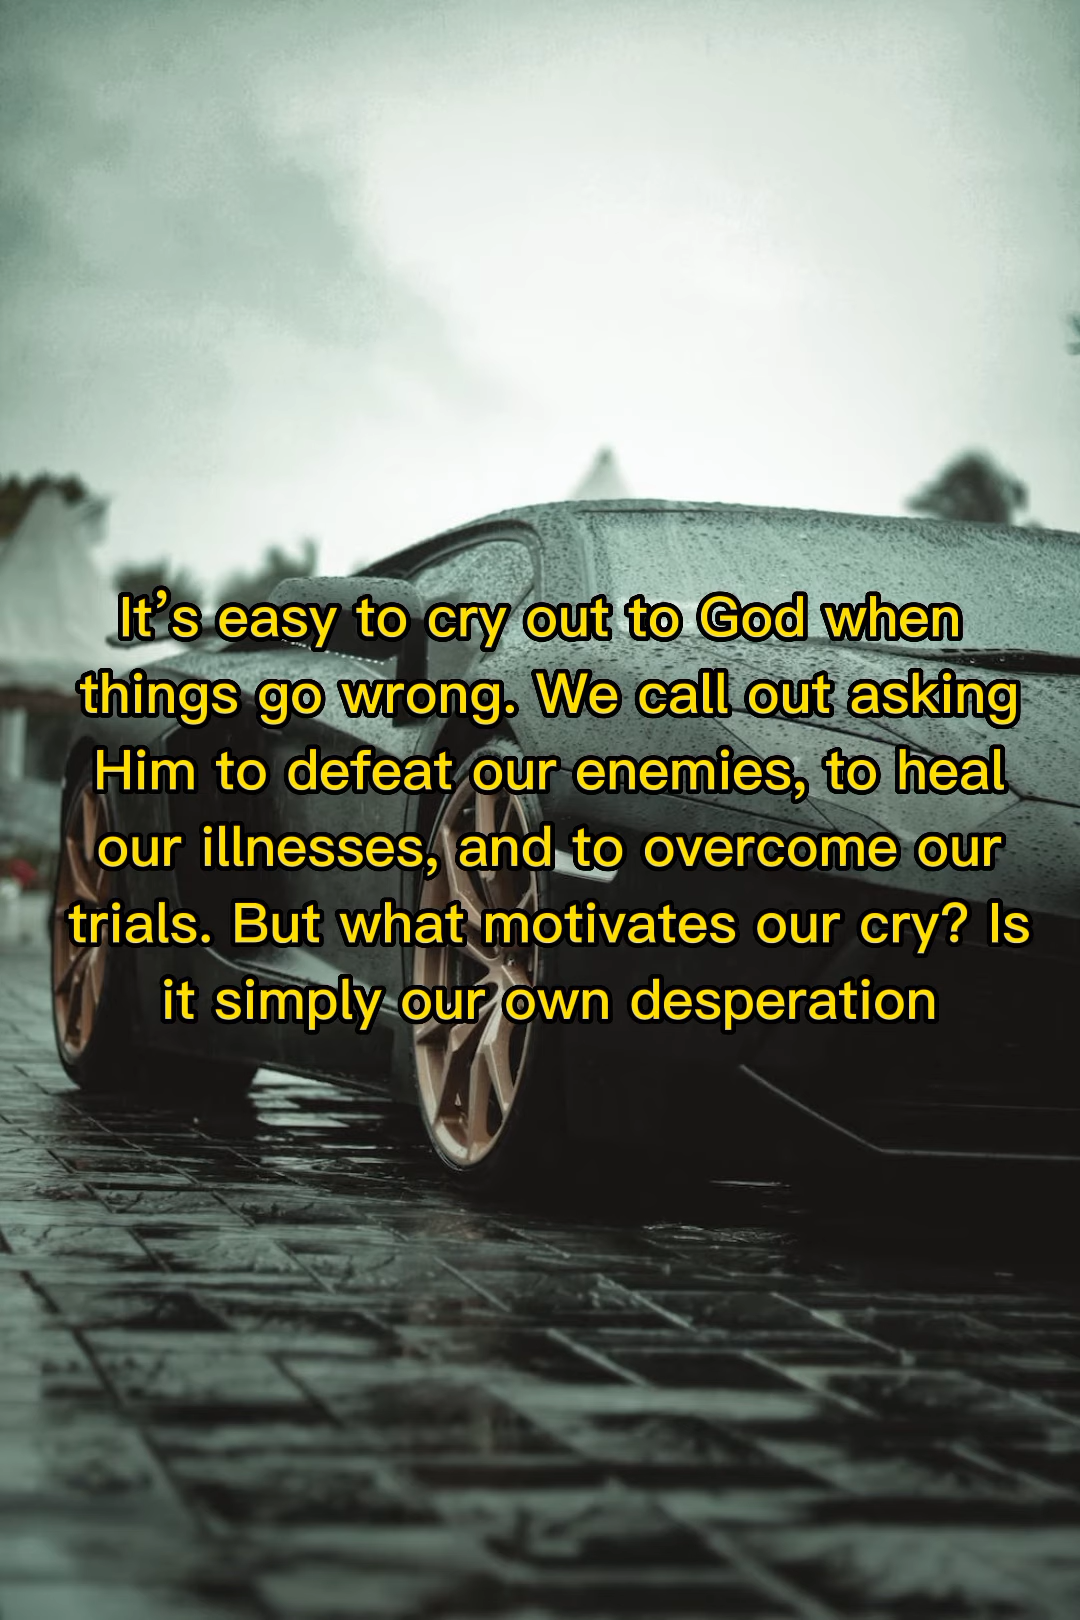 It’s easy to cry out to God when
things go wrong. We call out asking
Him to defeat our enemies, to heal
our illnesses, and to overcome our
trials. But what motivates our cry? Is
it simply our own desperation